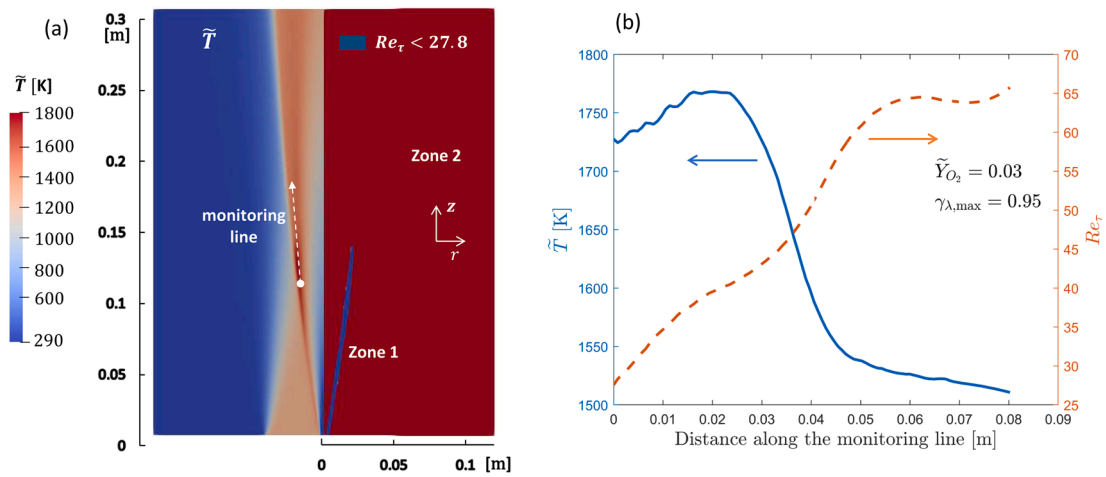 (a)
0.3
[m]
0.25
0.2
0.15
0.1
0.05
0
T̃
Re_τ < 27.8
T̃ [K]
1800
1600
1400
1200
1000
800
600
290
Zone 2
z
r
monitoring
line
Zone 1
0 0.05 0.1 [m]
(b)
1800
1750
1700
1650
1600
1550
1500
T̃ [K]
70
65
60
55
50
45
40
35
30
25
Re_τ
Ỹ_O₂ = 0.03
γ_λ,max = 0.95
0 0.01 0.02 0.03 0.04 0.05 0.06 0.07 0.08 0.09
Distance along the monitoring line [m]